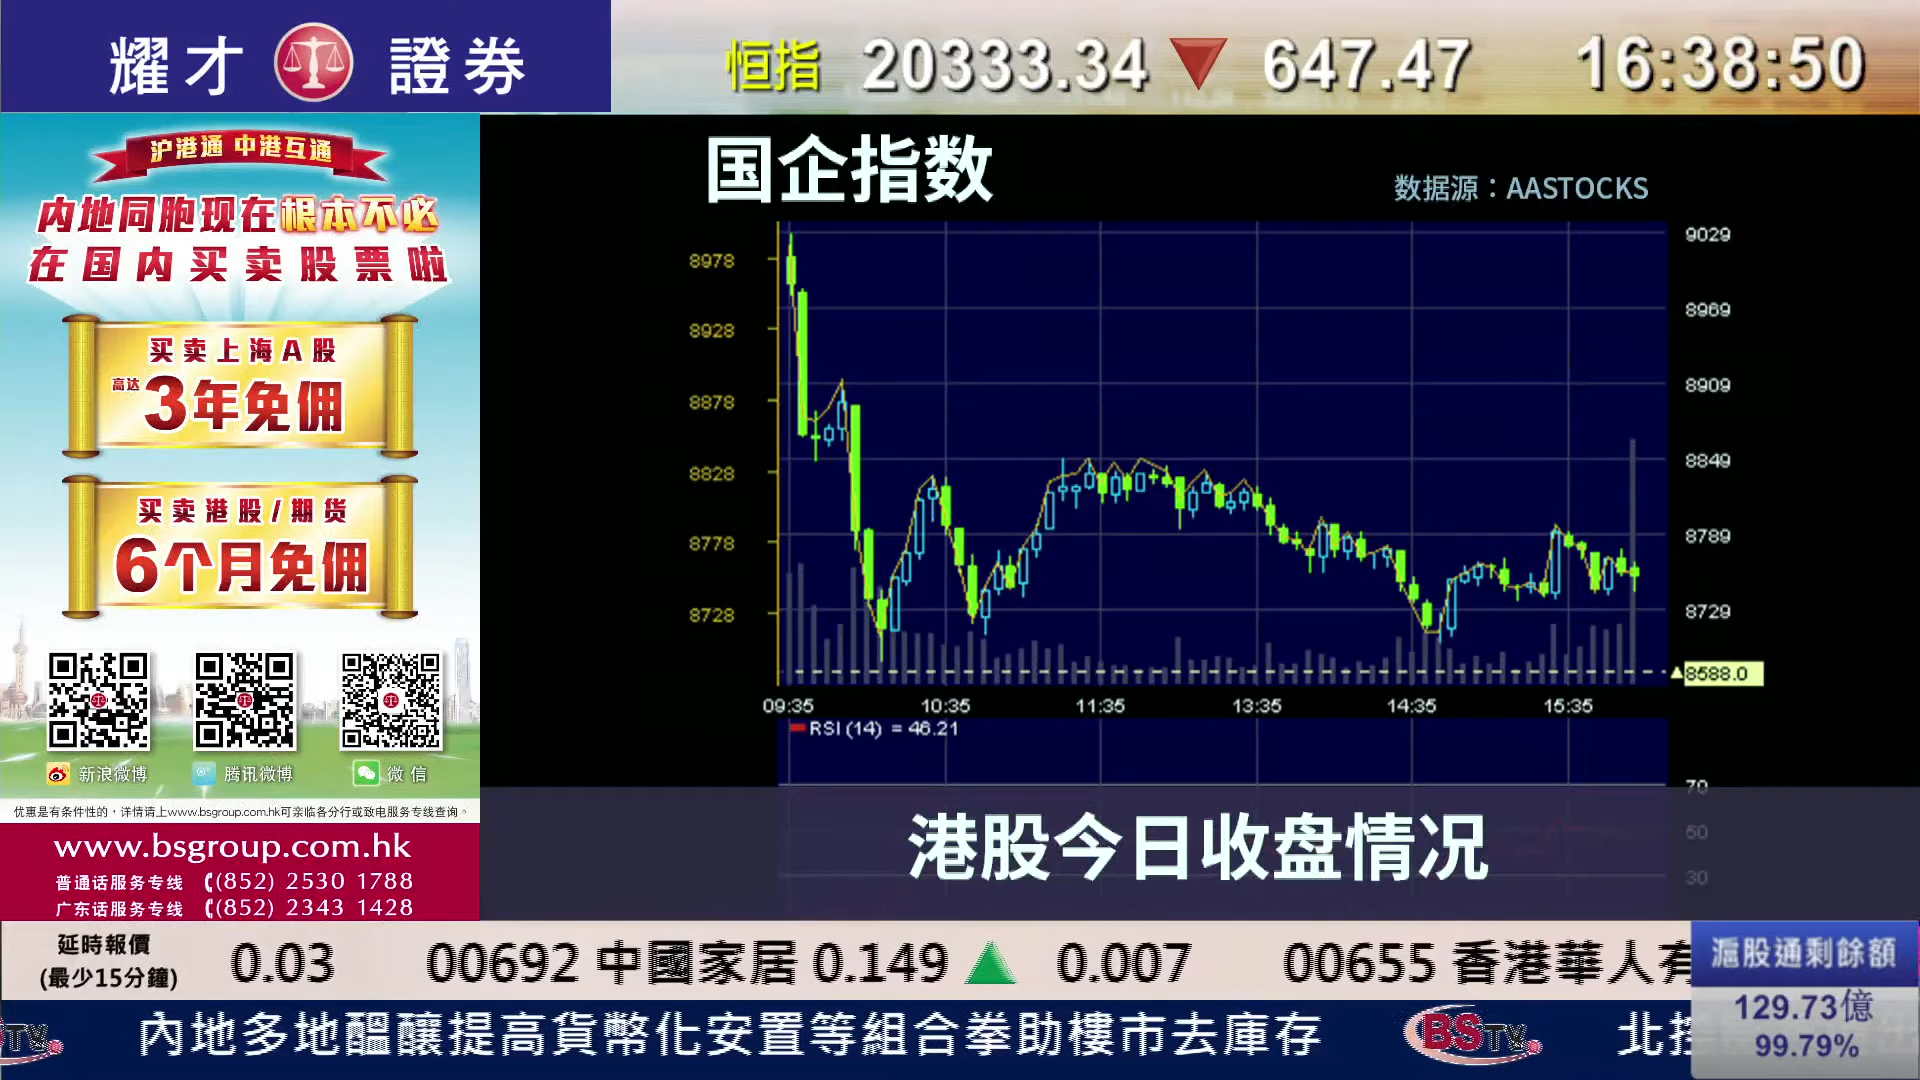 耀才 證券
恒指 20333.34 ▼ 647.47 16:38:50
沪港通 中港互通
内地同胞现在根本不必
在国内买卖股票啦
买卖上海A股
高达3年免佣
买卖港股/期货
6个月免佣
新浪微博 腾讯微博 微信
优惠是有条件性的，详情请上www.bsgroup.com.hk可亲临各分行或致电服务专线查询。
www.bsgroup.com.hk
普通话服务专线 (852) 2530 1788
广东话服务专线 (852) 2343 1428
国企指数
数据源：AASTOCKS
8978
8928
8878
8828
8778
8728
9029
8969
8909
8849
8789
8729
▲8588.0
09:35 10:35 11:35 13:35 14:35 15:35
RSI (14) = 46.21
70
50
30
港股今日收盘情况
延時報價
(最少15分鐘)
0.03 00692 中國家居 0.149 ▲ 0.007 00655 香港華人有
滬股通剩餘額
129.73億
99.79%
TV 內地多地醞釀提高貨幣化安置等組合拳助樓市去庫存 BSTV 北控